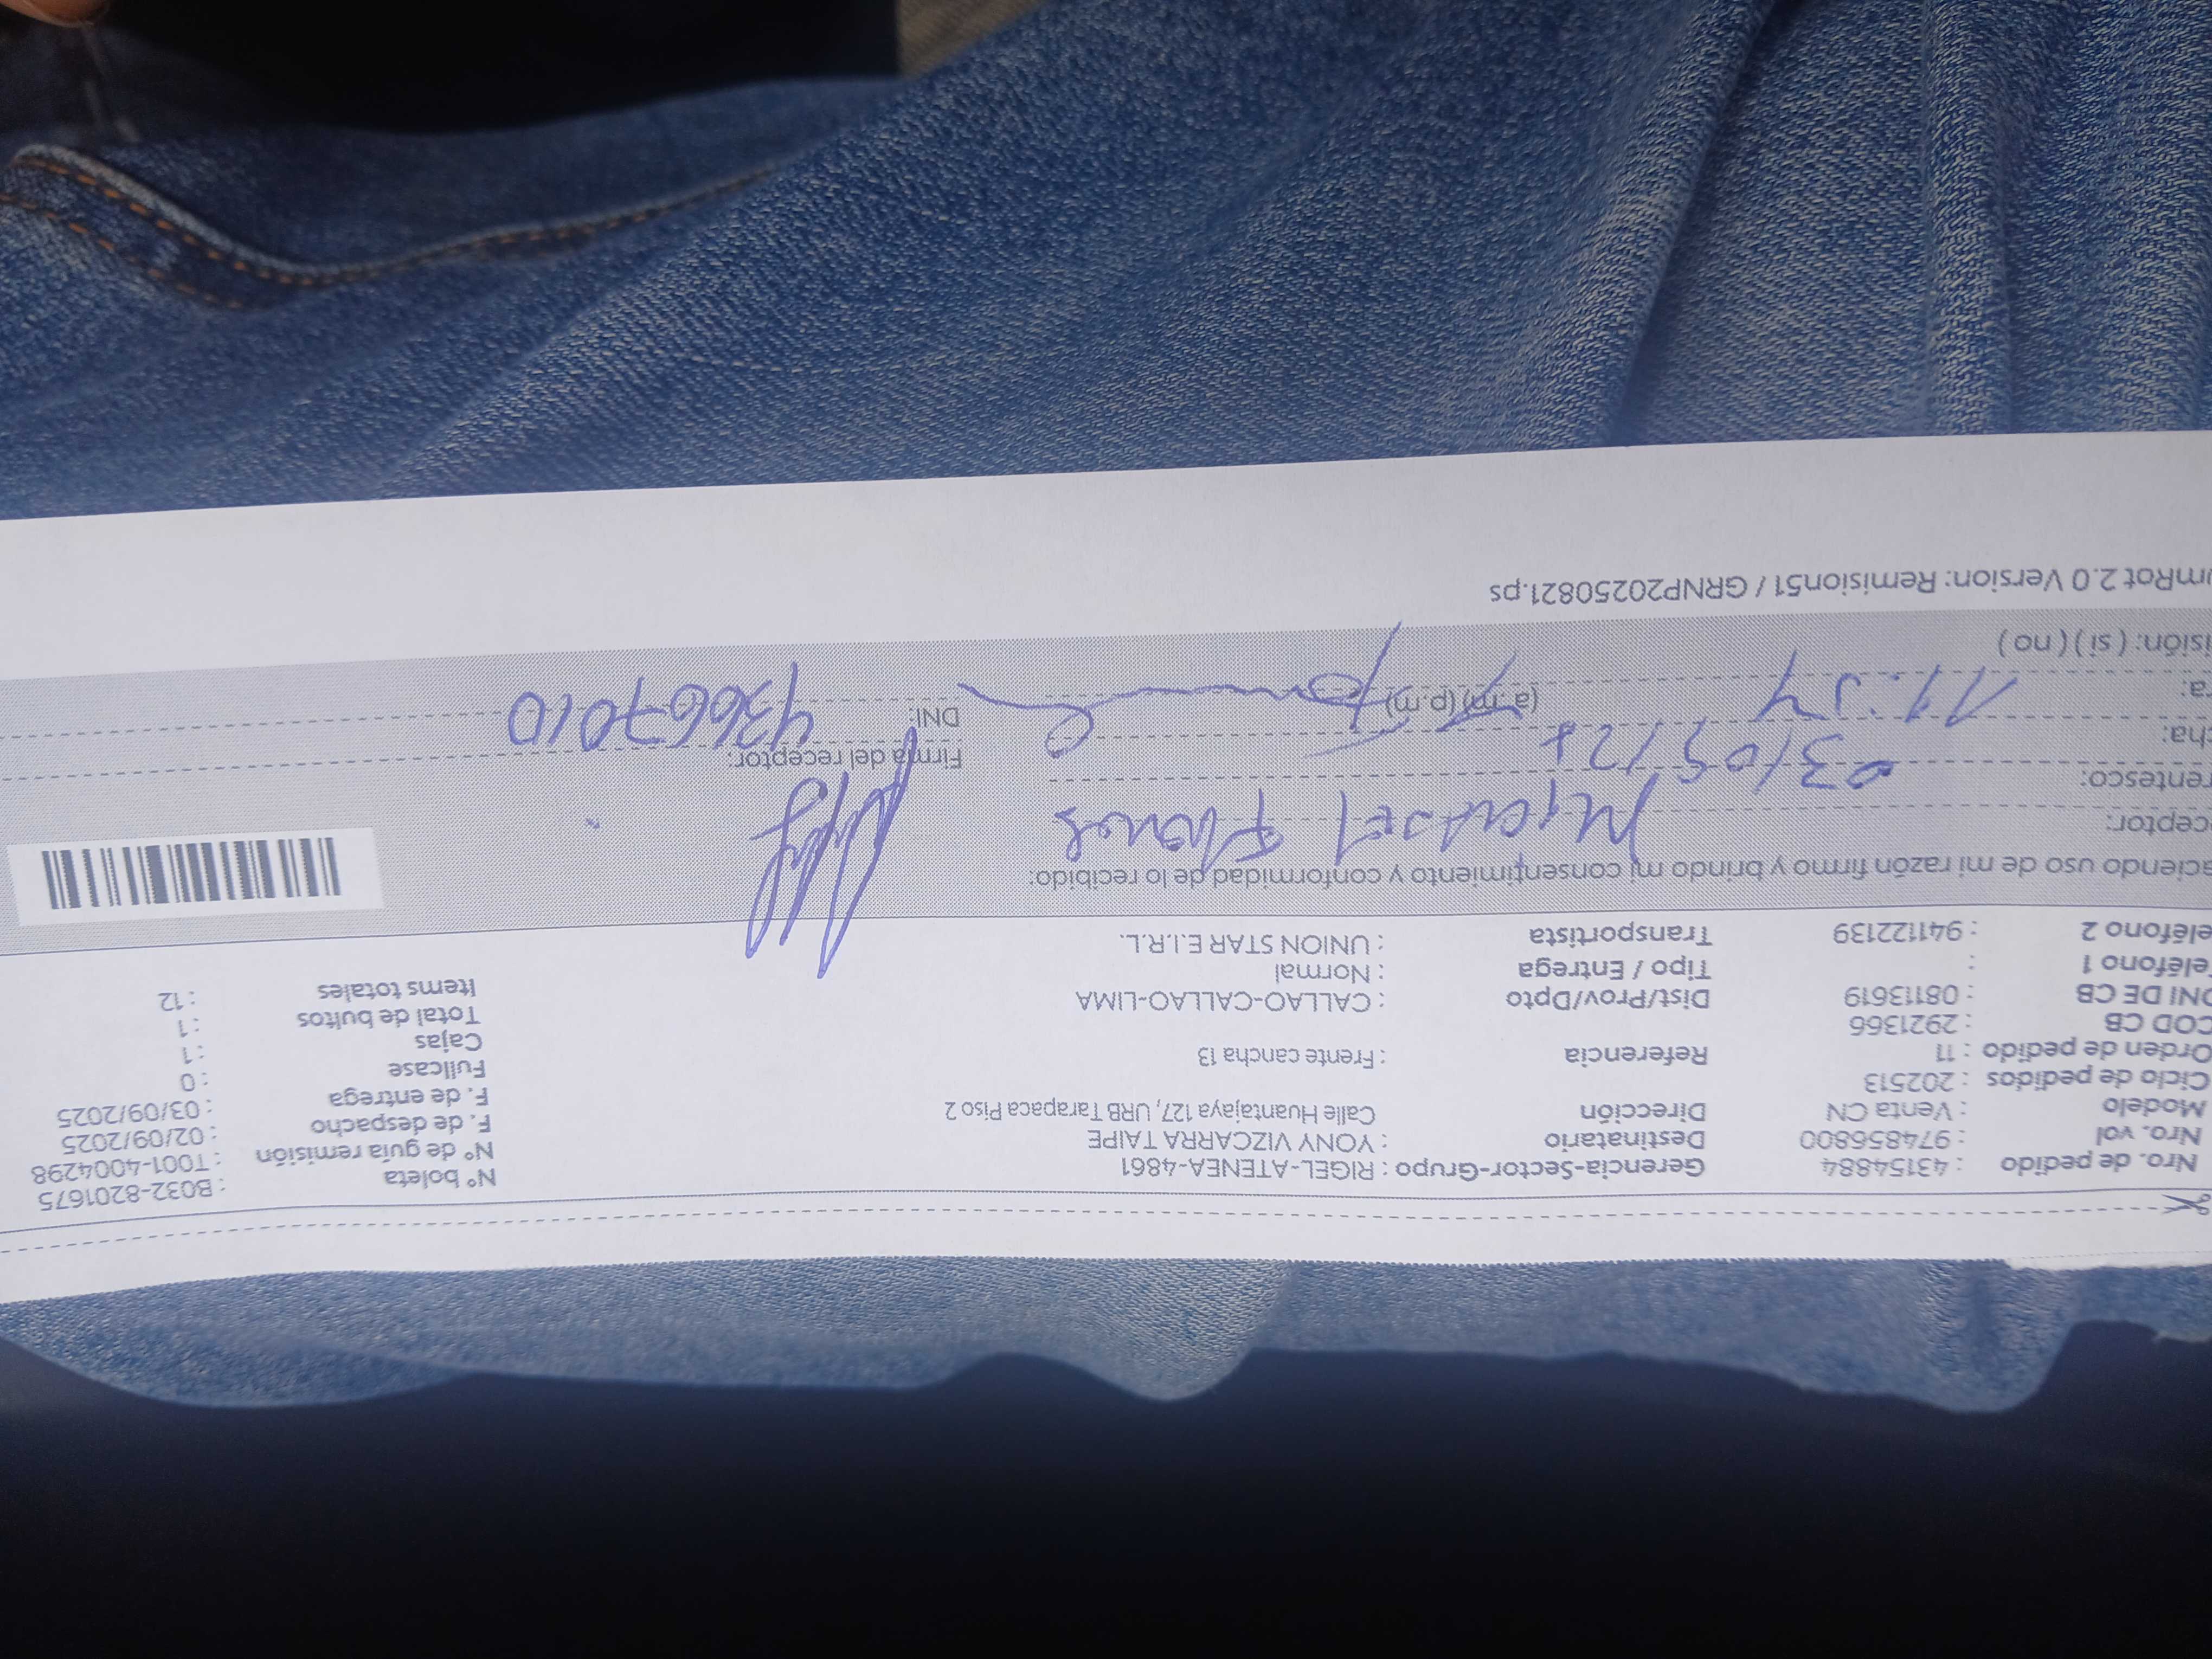 Nro. de pedido : 43154884 Gerencia-Sector-Grupo : RIGEL-ATENEA-4861 N° boleta : B032-8201675
Nro. vol : 974856800 Destinatario : YONY VIZCARRA TAIPE N° de guía remisión : T001-4004298
Modelo : Venta CN Dirección Calle Huantajaya 127, URB Tarapaca Piso 2 F. de despacho : 02/09/2025
Ciclo de pedidos : 202513 F. de entrega : 03/09/2025
Orden de pedido : 11 Referencia : Frente cancha 13 Fullcase : 0
COD CB : 2921366 Cajas : 1
DNI DE CB : 08113619 Dist/Prov/Dpto : CALLAO-CALLAO-LIMA Total de bultos : 1
eléfono 1 : Tipo / Entrega : Normal Items totales : 12
eléfono 2 : 941122139 Transportista : UNION STAR E.I.R.L.
aciendo uso de mi razón firmo y brindo mi consentimiento y conformidad de lo recibido:
ceptor:
rentesco: Firma del receptor:
cha:
a: 11:54 (a.m) (p.m) DNI: 43667010
isión: ( si ) ( no )
umRot 2.0 Version: Remision51 / GRNP20250821.ps